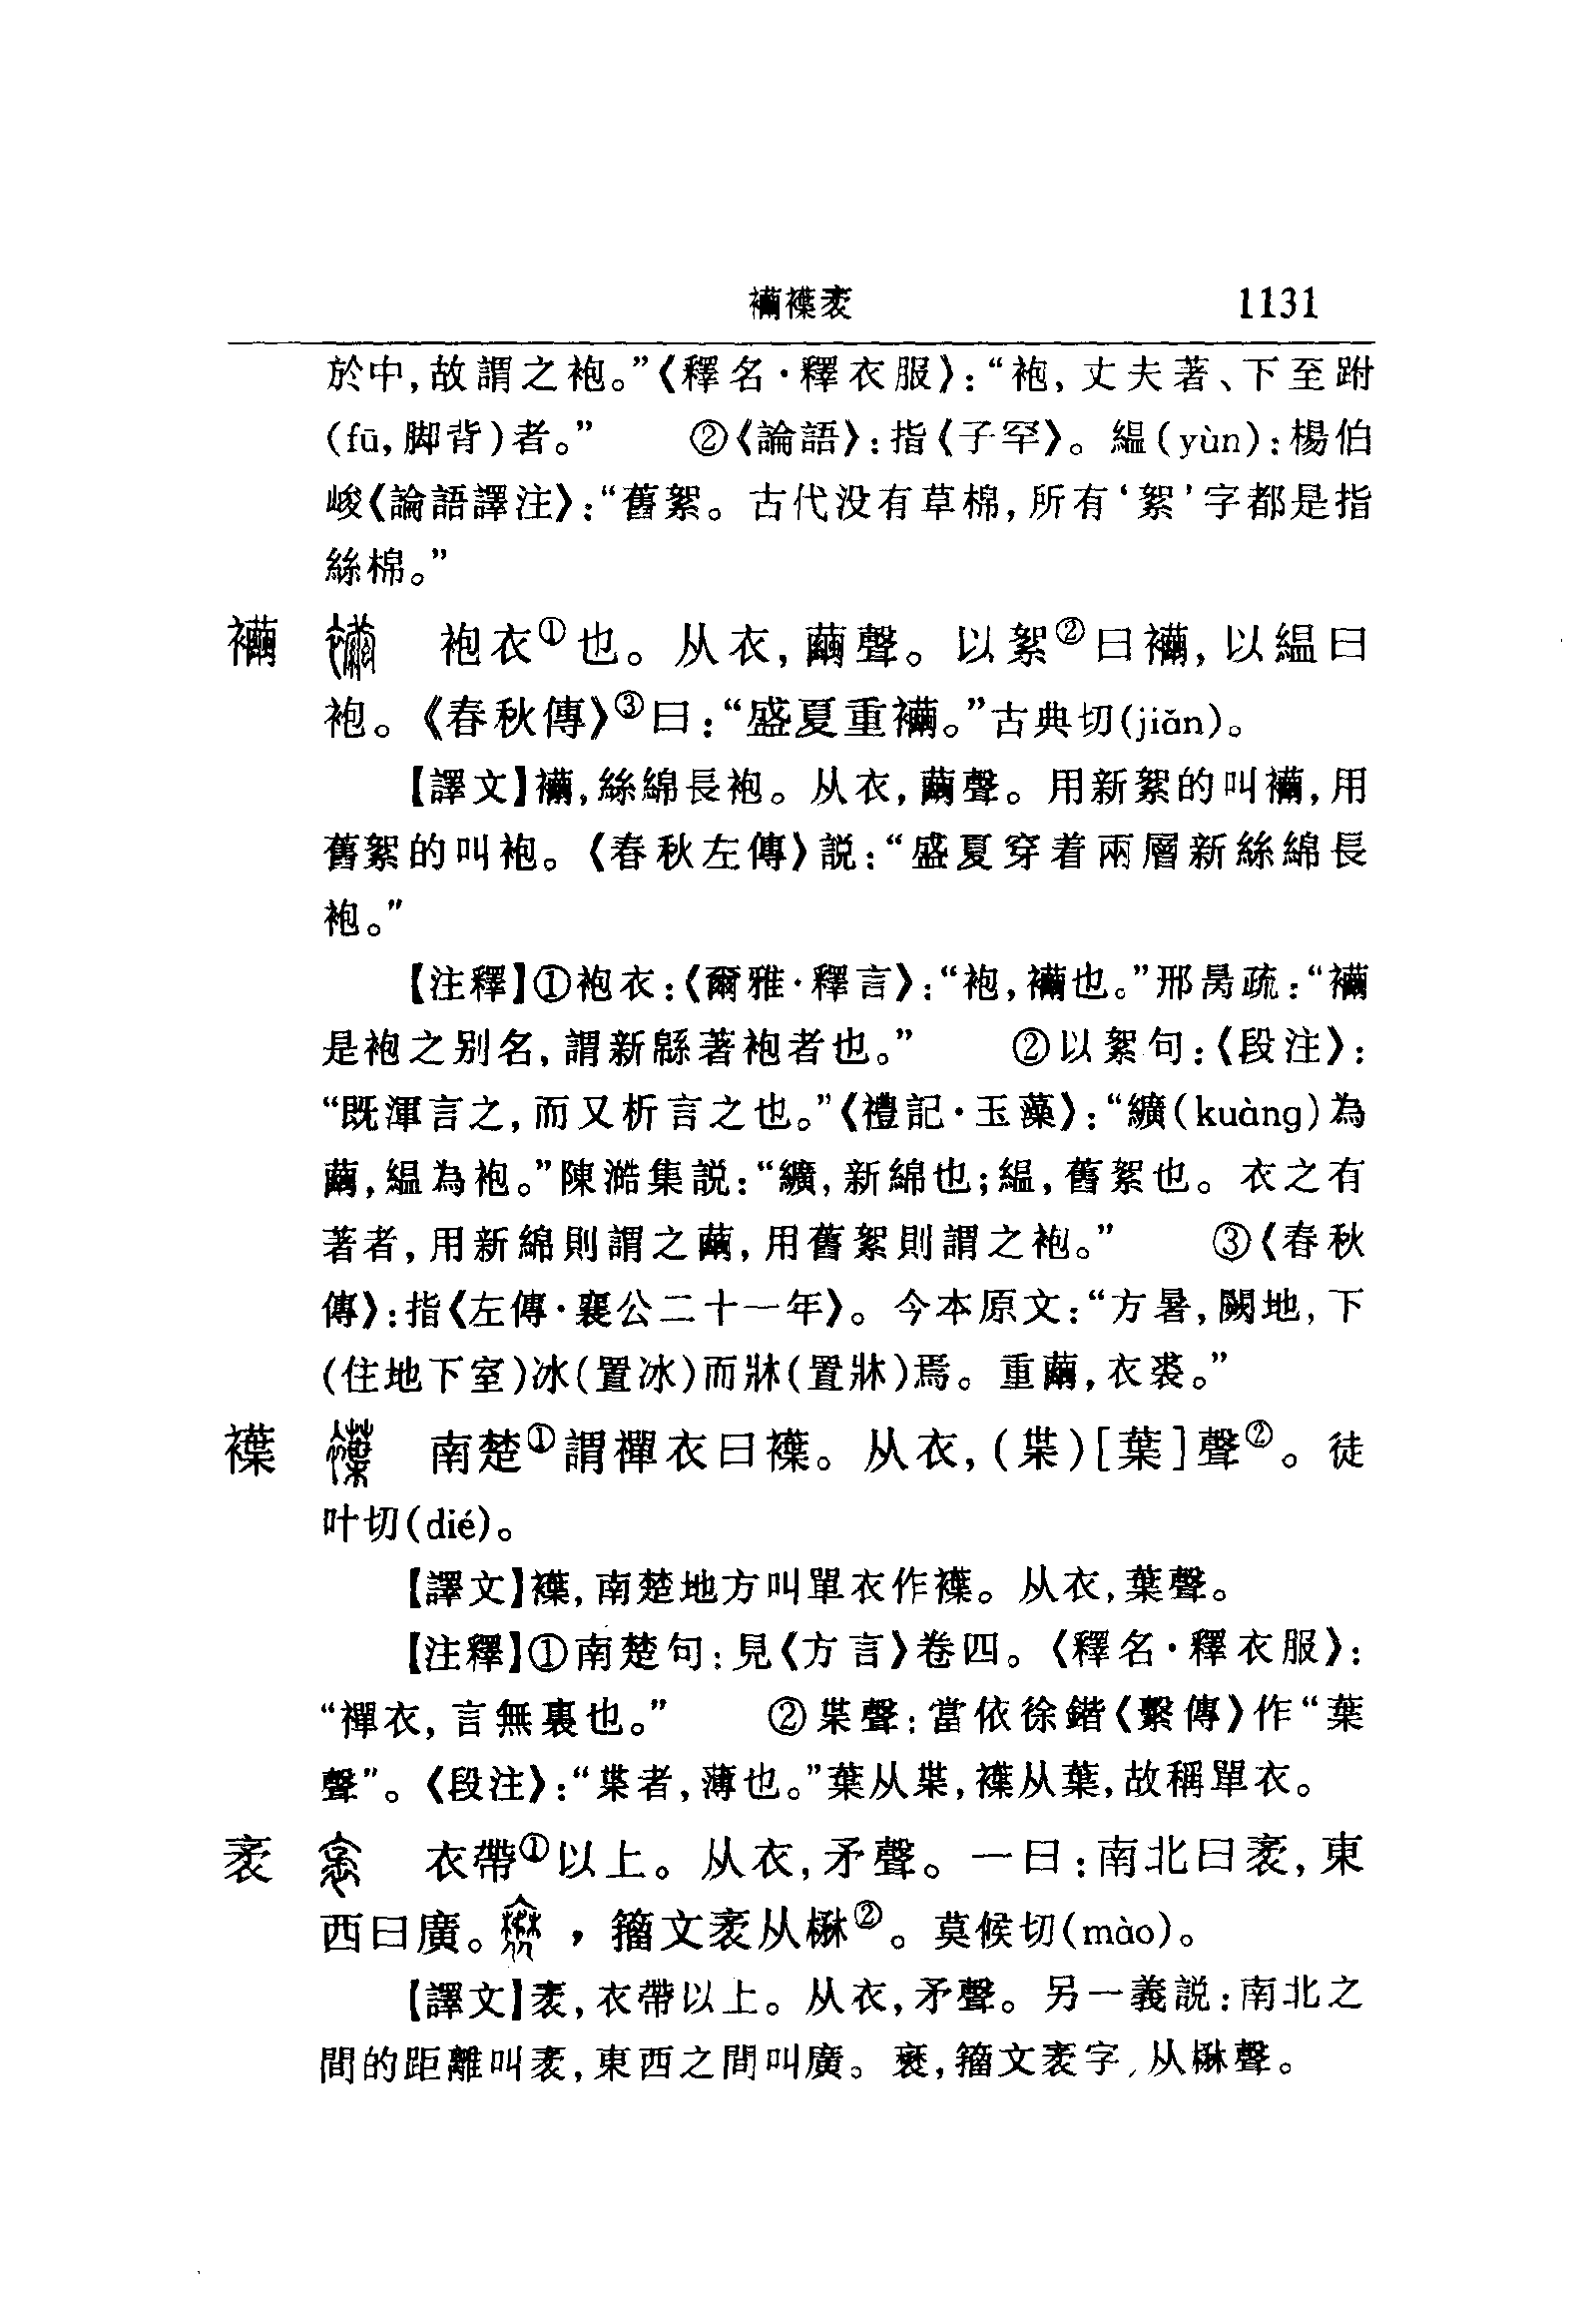 襺褋袤 1131
於中,故謂之袍。”《釋名·釋衣服》:“袍,丈夫著、下至跗
(fū,脚背)者。” ②《論語》:指《子罕》。緼(yùn):楊伯
峻《論語譯注》:“舊絮。古代没有草棉,所有‘絮’字都是指
絲棉。”
襺 袍衣①也。从衣,繭聲。以絮②曰襺,以緼曰
袍。《春秋傳》③曰:“盛夏重襺。”古典切(jiǎn)。
【譯文】襺,絲綿長袍。从衣,繭聲。用新絮的叫襺,用
舊絮的叫袍。《春秋左傳》説:“盛夏穿着兩層新絲綿長
袍。”
【注釋】①袍衣:《爾雅·釋言》:“袍,襺也。”邢昺疏:“襺
是袍之别名,謂新緜著袍者也。” ②以絮句:《段注》:
“既渾言之,而又析言之也。”《禮記·玉藻》:“纊(kuàng)為
繭,緼為袍。”陳澔集説:“纊,新綿也;緼,舊絮也。衣之有
著者,用新綿則謂之繭,用舊絮則謂之袍。” ③《春秋
傳》:指《左傳·襄公二十一年》。今本原文:“方暑,闕地,下
(住地下室)冰(置冰)而牀(置牀)焉。重繭,衣裘。”
褋 南楚①謂襌衣曰褋。从衣,(枼)[葉]聲②。徒
叶切(dié)。
【譯文】褋,南楚地方叫單衣作褋。从衣,葉聲。
【注釋】①南楚句:見《方言》卷四。《釋名·釋衣服》:
“襌衣,言無裏也。” ②枼聲:當依徐鍇《繫傳》作“葉
聲”。《段注》:“枼者,薄也。”葉从枼,褋从葉,故稱單衣。
袤 衣帶①以上。从衣,矛聲。一曰:南北曰袤,東
西曰廣。,籀文袤从楙②。莫候切(mào)。
【譯文】袤,衣帶以上。从衣,矛聲。另一義説:南北之
間的距離叫袤,東西之間叫廣。,籀文袤字,从楙聲。